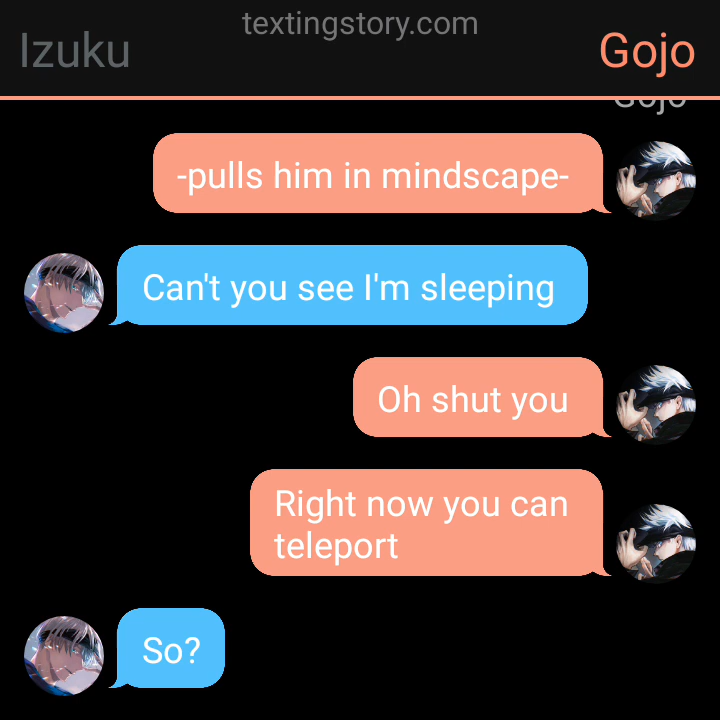 textingstory.com
Izuku
Gojo
Gojo
-pulls him in mindscape-
Can't you see I'm sleeping
Oh shut you
Right now you can
teleport
So?